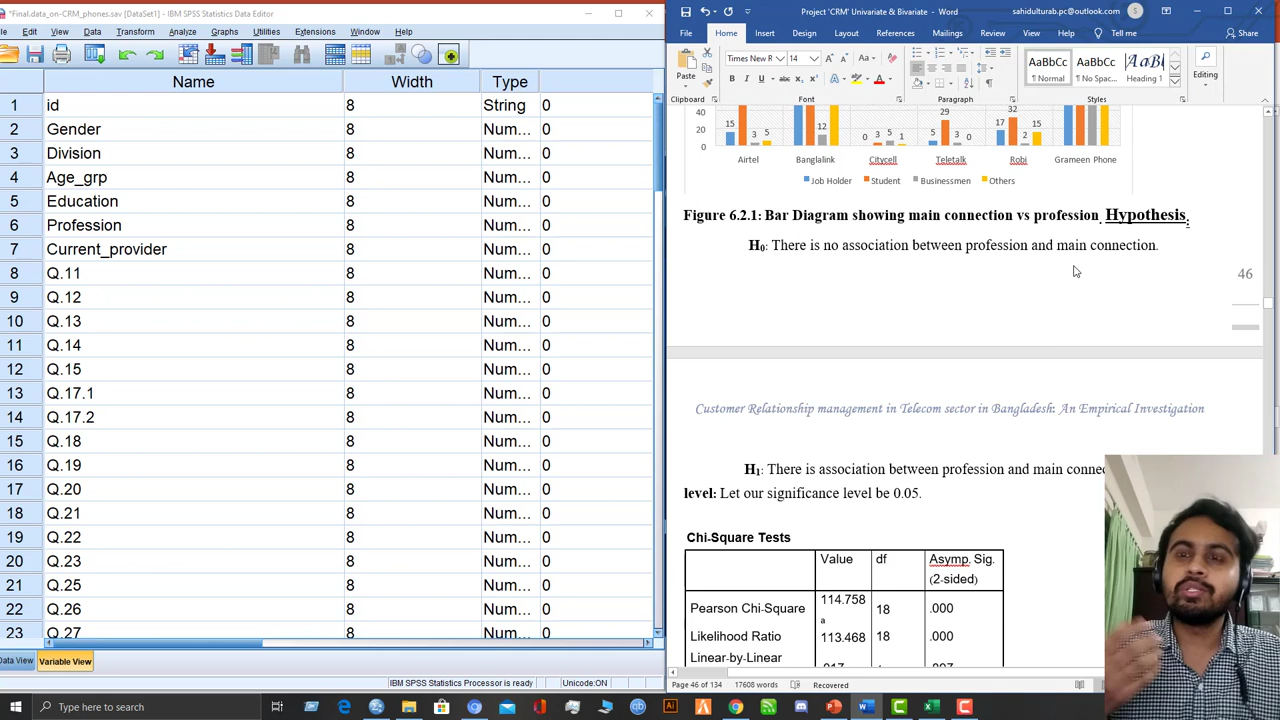 *Final.data_on-CRM_phones.sav [DataSet1] - IBM SPSS Statistics Data Editor
File Edit View Data Transform Analyze Graphs Utilities Extensions Window
Name Width Type
1 id 8 String 0
2 Gender 8 Num... 0
3 Division 8 Num... 0
4 Age_grp 8 Num... 0
5 Education 8 Num... 0
6 Profession 8 Num... 0
7 Current_provider 8 Num... 0
8 Q.11 8 Num... 0
9 Q.12 8 Num... 0
10 Q.13 8 Num... 0
11 Q.14 8 Num... 0
12 Q.15 8 Num... 0
13 Q.17.1 8 Num... 0
14 Q.17.2 8 Num... 0
15 Q.18 8 Num... 0
16 Q.19 8 Num... 0
17 Q.20 8 Num... 0
18 Q.21 8 Num... 0
19 Q.22 8 Num... 0
20 Q.23 8 Num... 0
21 Q.25 8 Num... 0
22 Q.26 8 Num... 0
23 Q.27 8 Num... 0
Data View Variable View
IBM SPSS Statistics Processor is ready Unicode:ON
Project 'CRM' Univariate & Bivariate - Word sahidulturab.pc@outlook.com S
File Home Insert Design Layout References Mailings Review View Help Tell me Share
Paste Times New R 14 AaBbCc AaBbCc AaBb Editing
B I U ¶ Normal ¶ No Spac... Heading 1
Clipboard Font Paragraph Styles
40 20 0
15 3 5 12 0 3 5 1 5 29 3 0 17 32 2 15
Airtel Banglalink Citycell Teletalk Robi Grameen Phone
Job Holder Student Businessmen Others
Figure 6.2.1: Bar Diagram showing main connection vs profession. Hypothesis:
H0: There is no association between profession and main connection.
46
Customer Relationship management in Telecom sector in Bangladesh: An Empirical Investigation
H1: There is association between profession and main
level: Let our significance level be 0.05.
Chi-Square Tests
Value df Asymp. Sig. (2-sided)
Pearson Chi-Square 114.758a 18 .000
Likelihood Ratio 113.468 18 .000
Linear-by-Linear
Page 46 of 134 17608 words Recovered
Type here to search